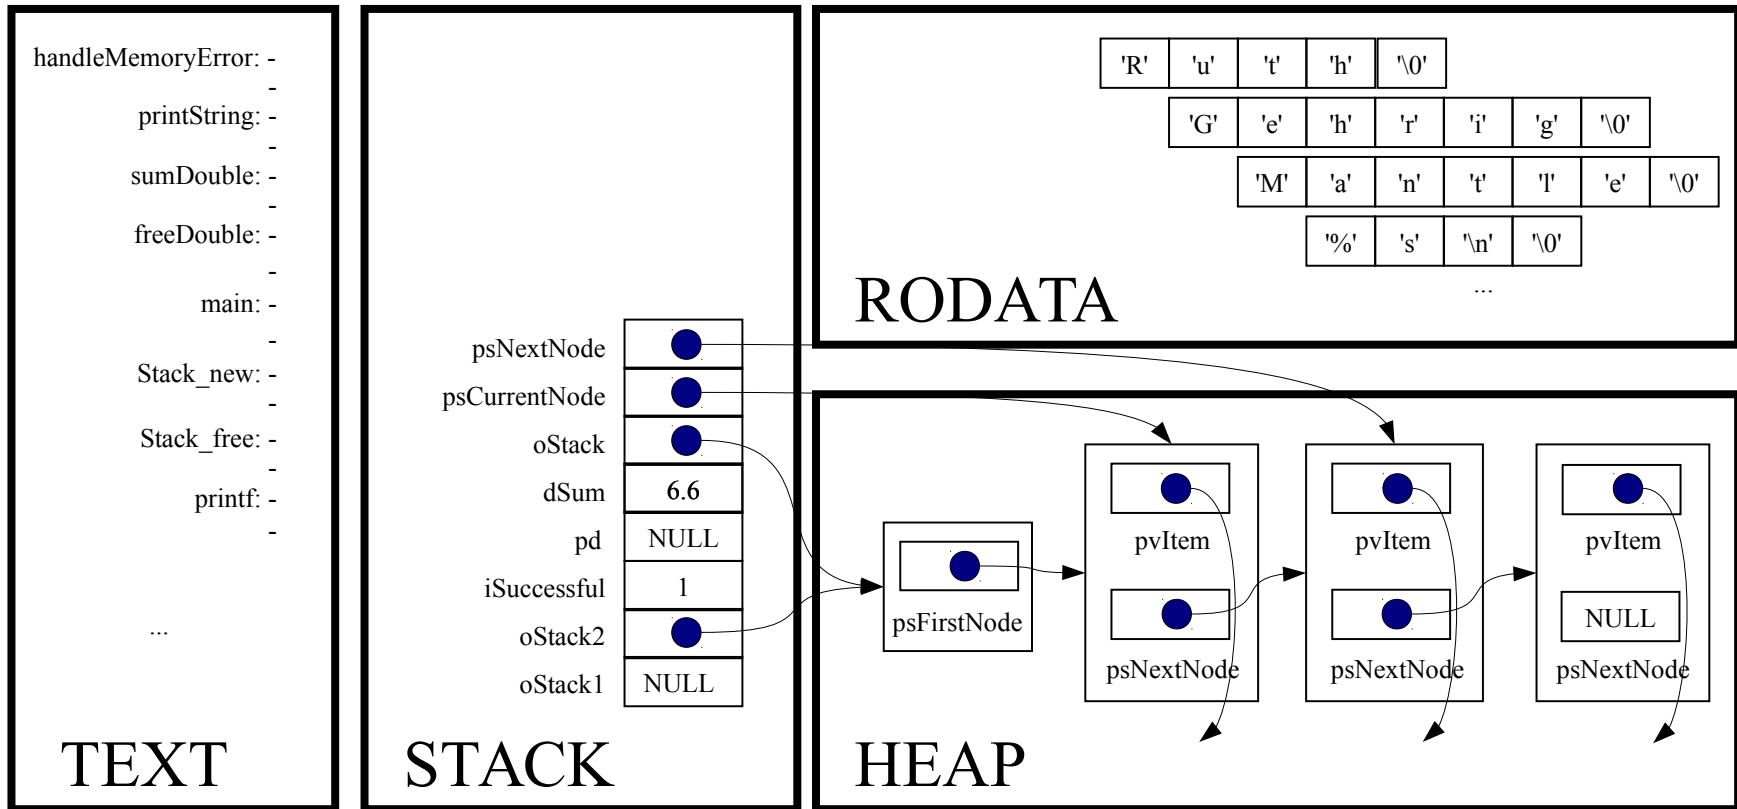 handleMemoryError: -
-
printString: -
-
sumDouble: -
-
freeDouble: -
-
main: -
-
Stack_new: -
-
Stack_free: -
-
printf: -
-
...
TEXT
psNextNode
psCurrentNode
oStack
dSum 6.6
pd NULL
iSuccessful 1
oStack2
oStack1 NULL
STACK
'R' 'u' 't' 'h' '\0'
'G' 'e' 'h' 'r' 'i' 'g' '\0'
'M' 'a' 'n' 't' 'l' 'e' '\0'
'%' 's' '\n' '\0'
...
RODATA
psFirstNode
pvItem
psNextNode
pvItem
psNextNode
pvItem
NULL
psNextNode
HEAP